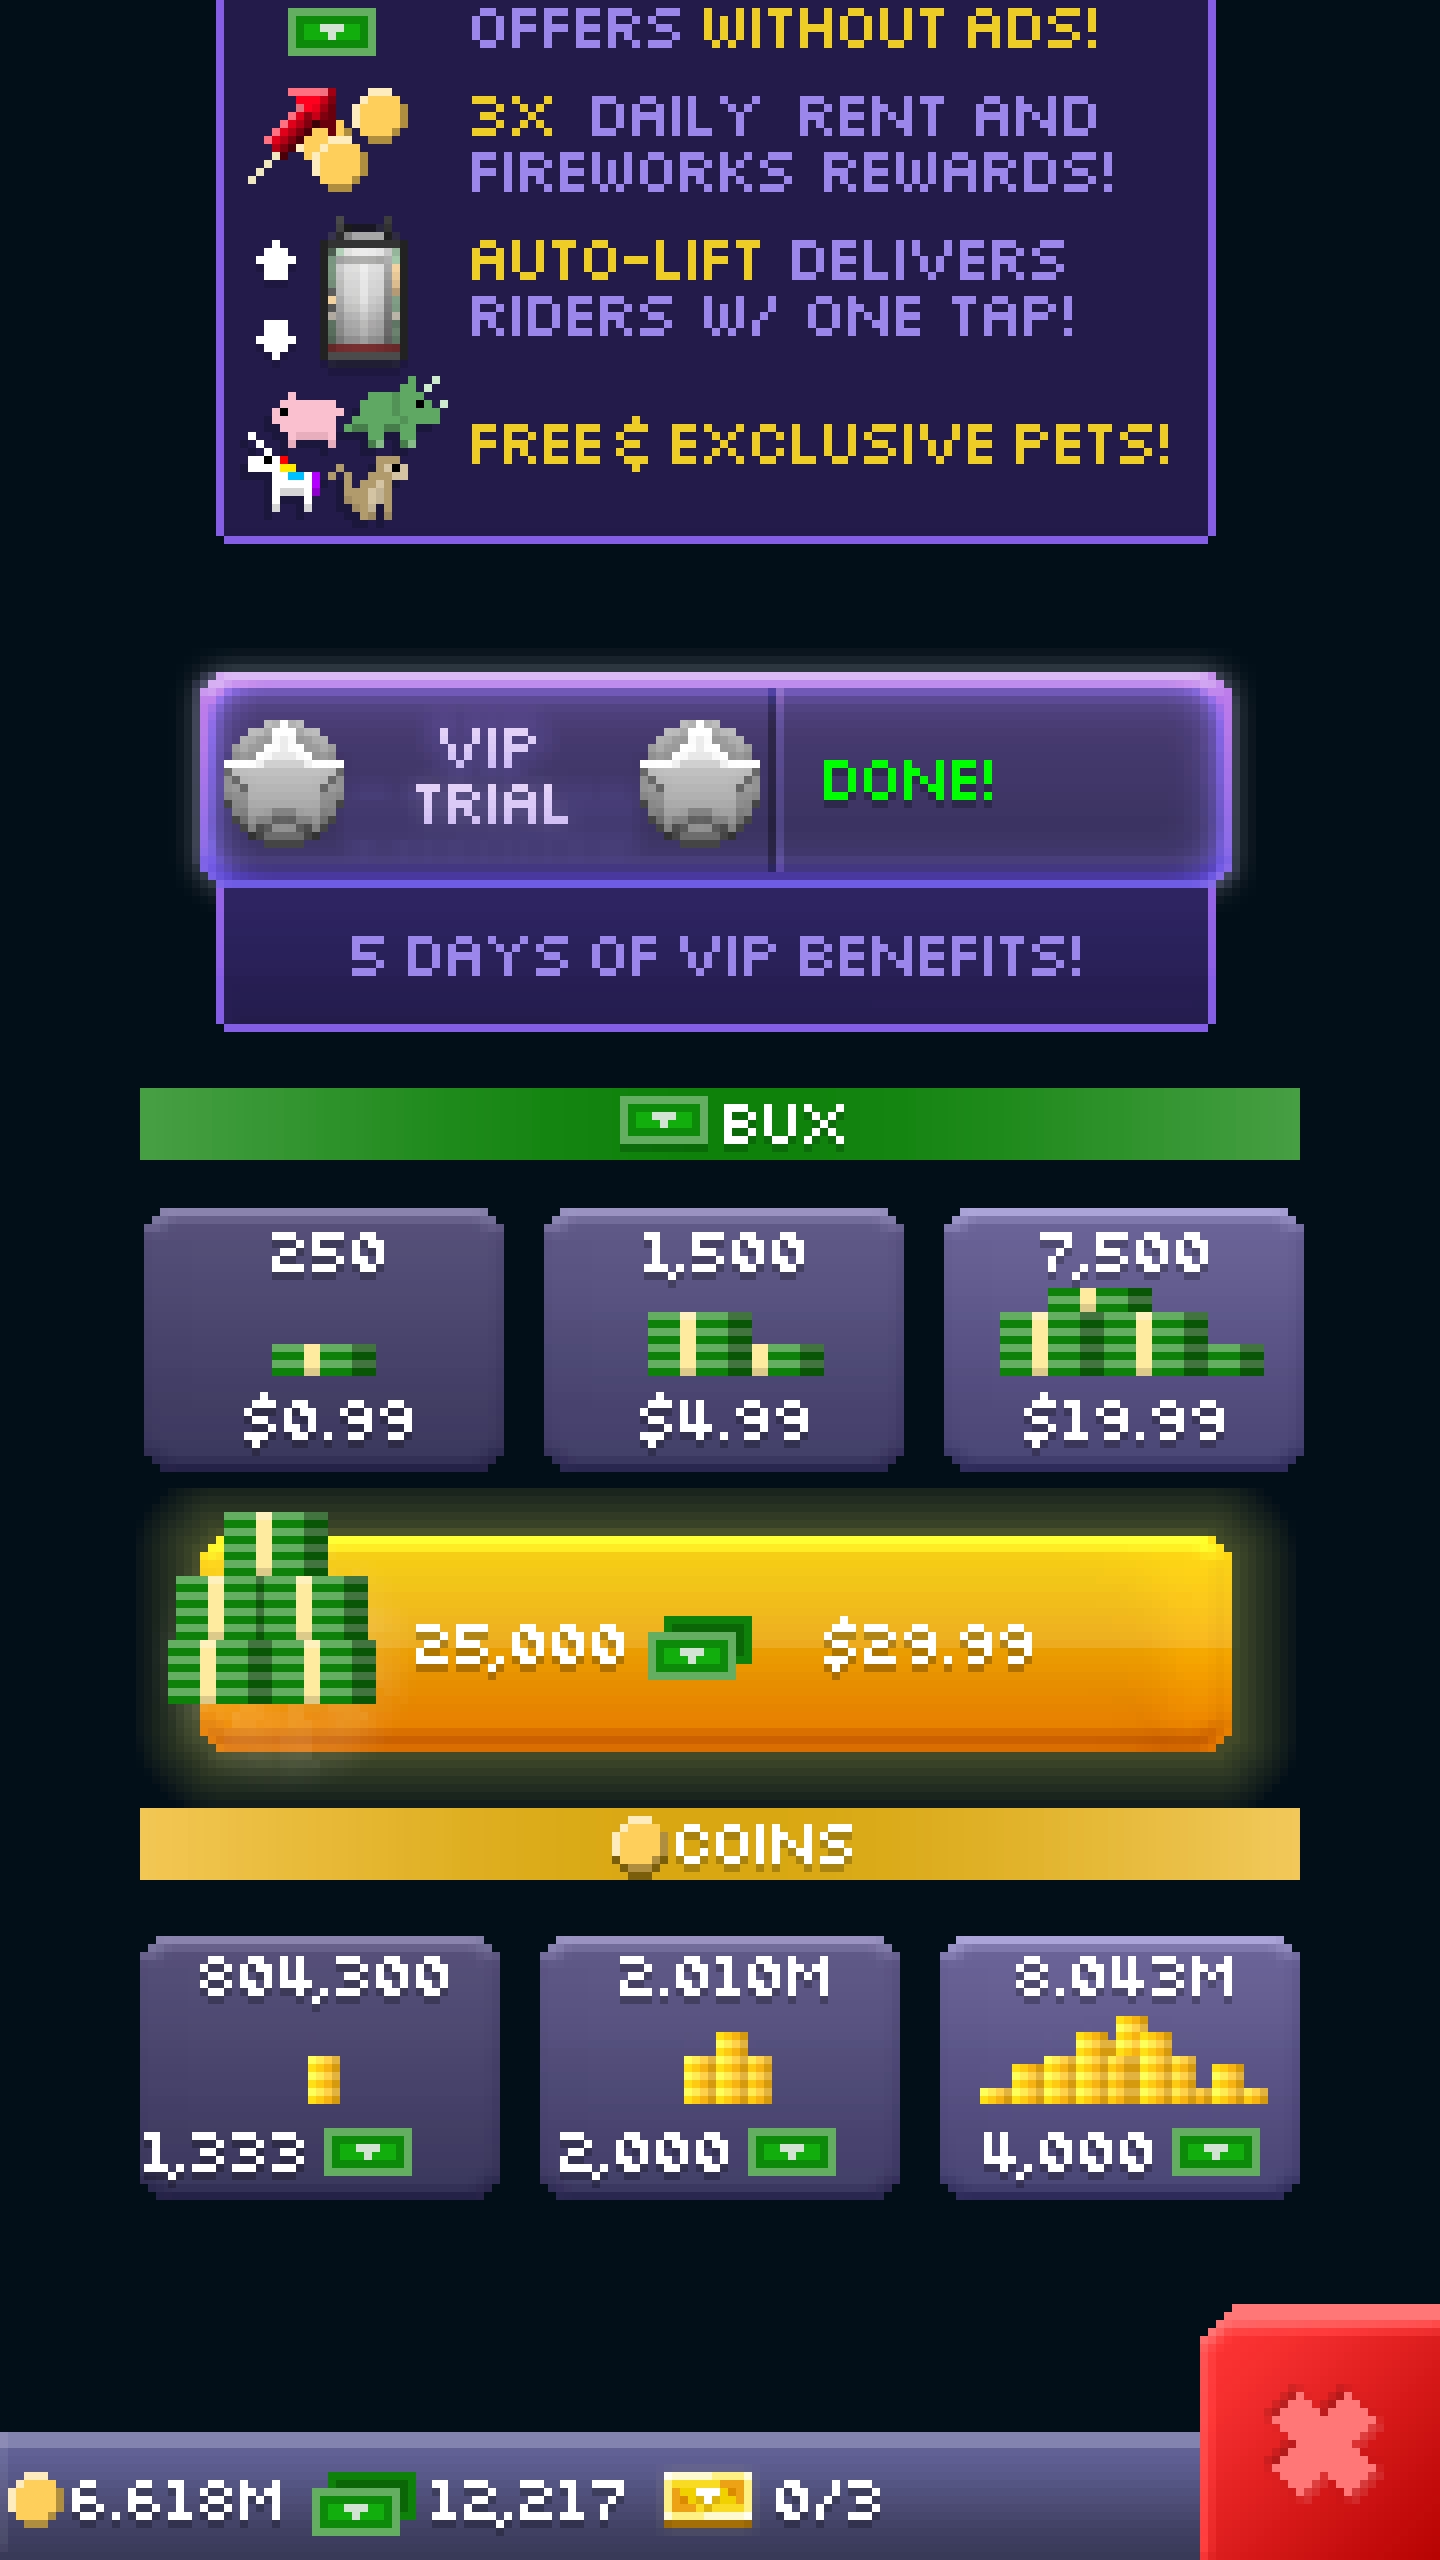 OFFERS WITHOUT ADS!
3X DAILY RENT AND
FIREWORKS REWARDS!
AUTO-LIFT DELIVERS
RIDERS W/ ONE TAP!
FREE & EXCLUSIVE PETS!
VIP
TRIAL
DONE!
5 DAYS OF VIP BENEFITS!
BUX
250
$0.99
1,500
$4.99
7,500
$19.99
25,000 $29.99
COINS
804,300
1,333
2.010M
2,000
8.043M
4,000
6.618M 12,217 0/3